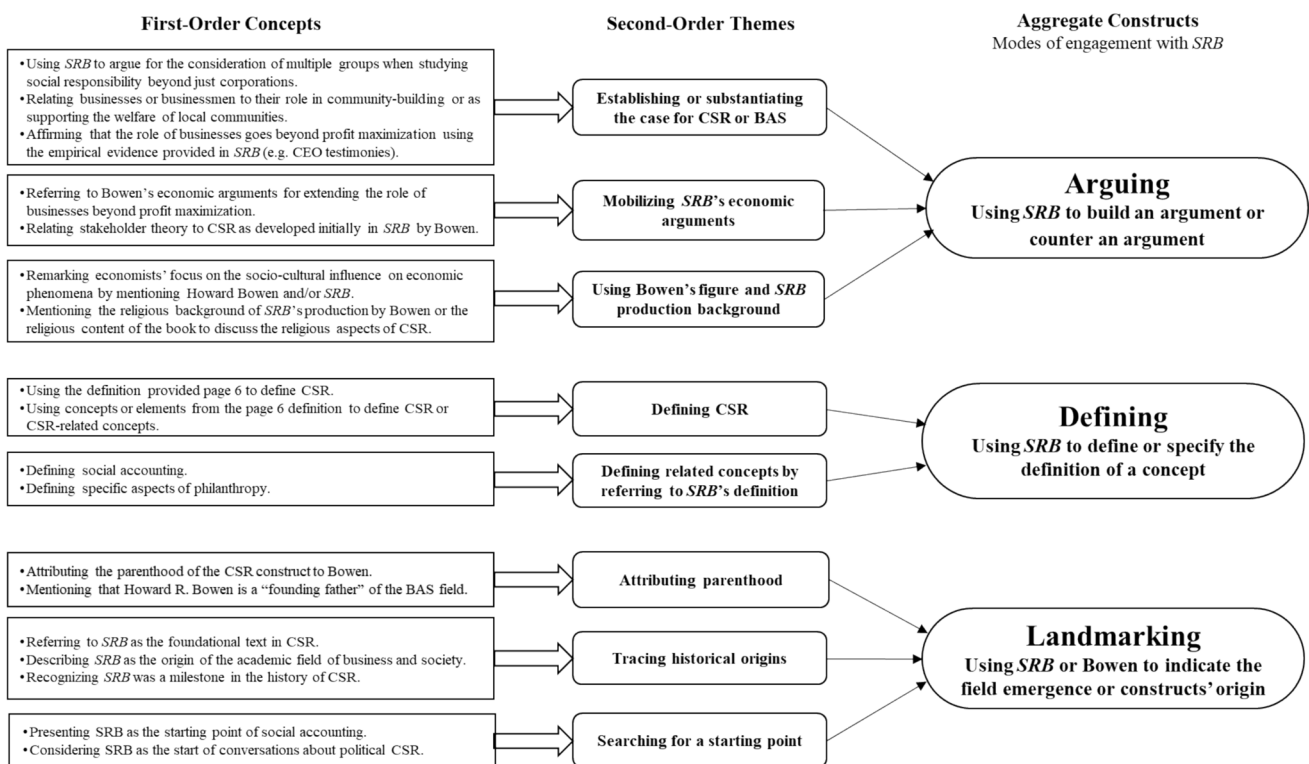 First-Order Concepts
Second-Order Themes
Aggregate Constructs
Modes of engagement with SRB
•Using SRB to argue for the consideration of multiple groups when studying
social responsibility beyond just corporations.
•Relating businesses or businessmen to their role in community-building or as
supporting the welfare of local communities.
•Affirming that the role of businesses goes beyond profit maximization using
the empirical evidence provided in SRB (e.g. CEO testimonies).
Establishing or substantiating
the case for CSR or BAS
•Referring to Bowen's economic arguments for extending the role of
businesses beyond profit maximization.
•Relating stakeholder theory to CSR as developed initially in SRB by Bowen.
Mobilizing SRB's economic
arguments
•Remarking economists' focus on the socio-cultural influence on economic
phenomena by mentioning Howard Bowen and/or SRB.
•Mentioning the religious background of SRB's production by Bowen or the
religious content of the book to discuss the religious aspects of CSR.
Using Bowen's figure and SRB
production background
Arguing
Using SRB to build an argument or
counter an argument
•Using the definition provided page 6 to define CSR.
•Using concepts or elements from the page 6 definition to define CSR or
CSR-related concepts.
Defining CSR
•Defining social accounting.
•Defining specific aspects of philanthropy.
Defining related concepts by
referring to SRB's definition
Defining
Using SRB to define or specify the
definition of a concept
•Attributing the parenthood of the CSR construct to Bowen.
•Mentioning that Howard R. Bowen is a "founding father" of the BAS field.
Attributing parenthood
•Referring to SRB as the foundational text in CSR.
•Describing SRB as the origin of the academic field of business and society.
•Recognizing SRB was a milestone in the history of CSR.
Tracing historical origins
•Presenting SRB as the starting point of social accounting.
•Considering SRB as the start of conversations about political CSR.
Searching for a starting point
Landmarking
Using SRB or Bowen to indicate the
field emergence or constructs' origin